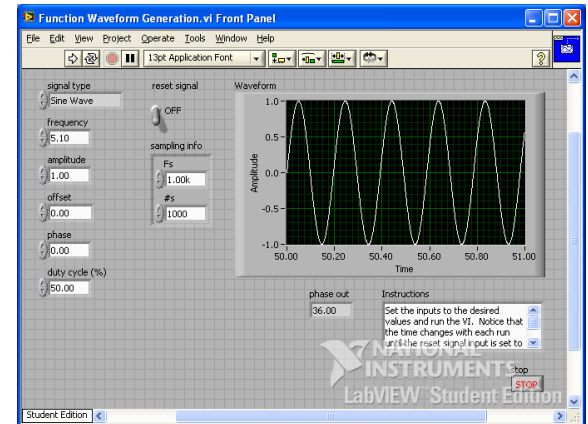 Function Waveform Generation.vi Front Panel
File Edit View Project Operate Tools Window Help
13pt Application Font
signal type
Sine Wave
frequency
5.10
amplitude
1.00
offset
0.00
phase
0.00
duty cycle (%)
50.00
reset signal
OFF
sampling info
Fs
1.00k
#s
1000
Waveform
Amplitude
1.0
0.5
0.0
-0.5
-1.0
50.00 50.20 50.40 50.60 50.80 51.00
Time
phase out
36.00
Instructions
Set the inputs to the desired
values and run the VI. Notice that
the time changes with each run
until the reset signal input is set to
stop
STOP
NATIONAL
INSTRUMENTS
LabVIEW™Student Edition
Student Edition